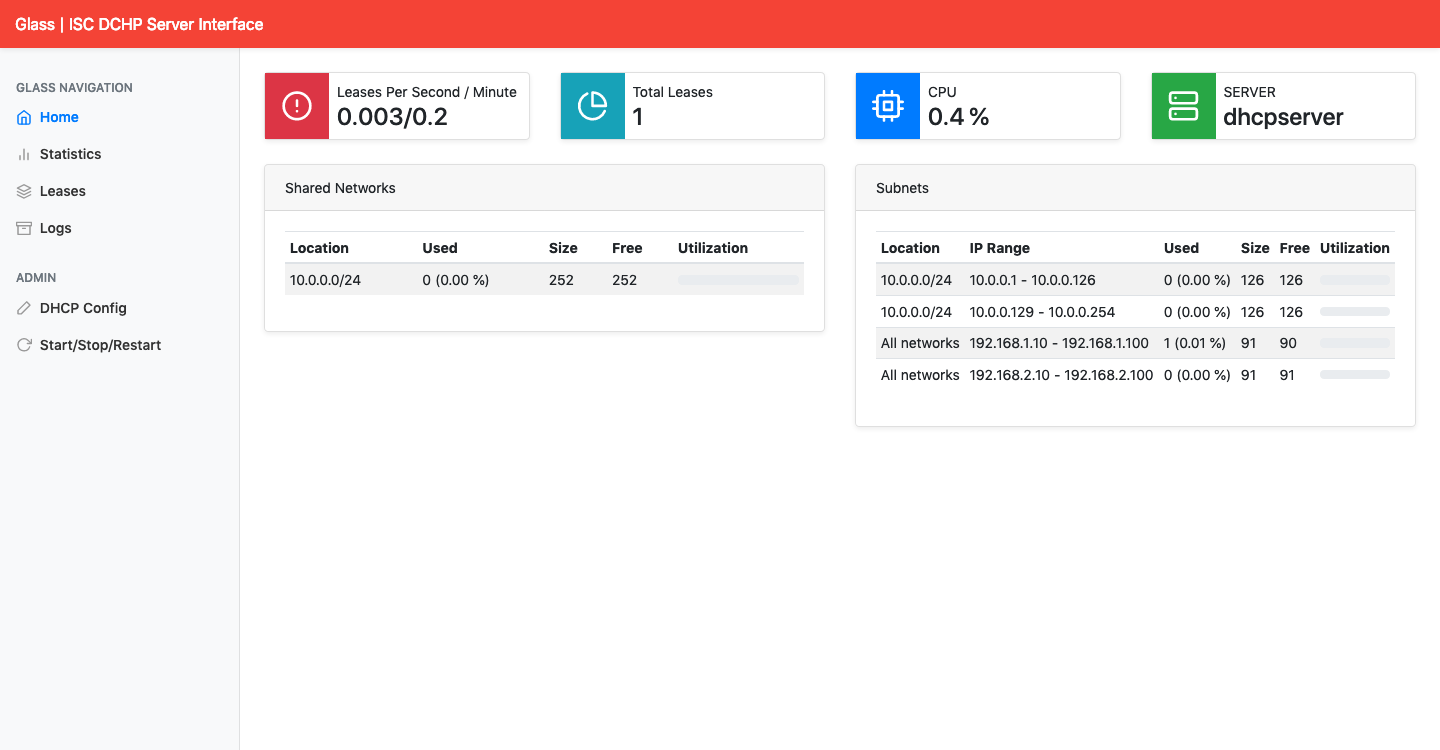 Glass | ISC DCHP Server Interface
GLASS NAVIGATION
Home
Statistics
Leases
Logs
ADMIN
DHCP Config
Start/Stop/Restart
Leases Per Second / Minute
0.003/0.2
Total Leases
1
CPU
0.4 %
SERVER
dhcpserver
Shared Networks
Location Used Size Free Utilization
10.0.0.0/24 0 (0.00 %) 252 252
Subnets
Location IP Range Used Size Free Utilization
10.0.0.0/24 10.0.0.1 - 10.0.0.126 0 (0.00 %) 126 126
10.0.0.0/24 10.0.0.129 - 10.0.0.254 0 (0.00 %) 126 126
All networks 192.168.1.10 - 192.168.1.100 1 (0.01 %) 91 90
All networks 192.168.2.10 - 192.168.2.100 0 (0.00 %) 91 91